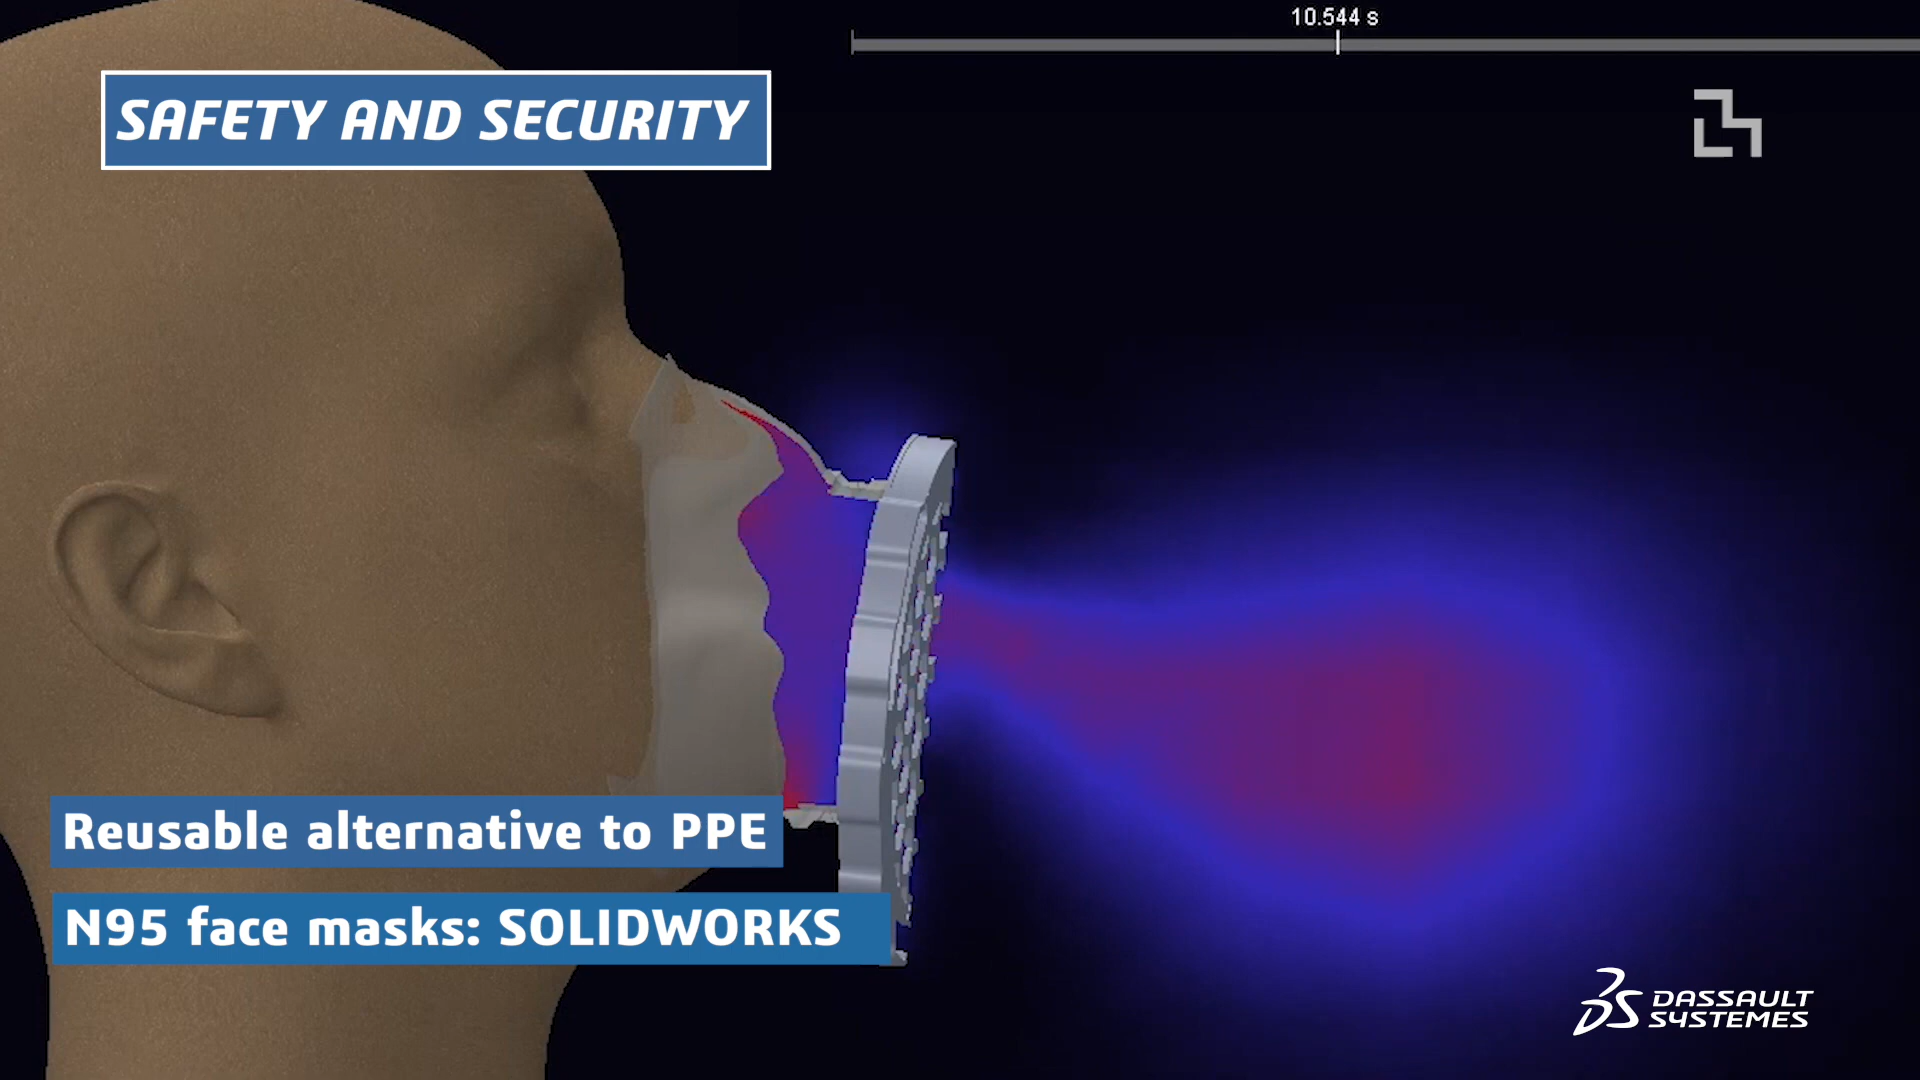 10.544 s
SAFETY AND SECURITY
Reusable alternative to PPE
N95 face masks: SOLIDWORKS
DASSAULT
SYSTEMES